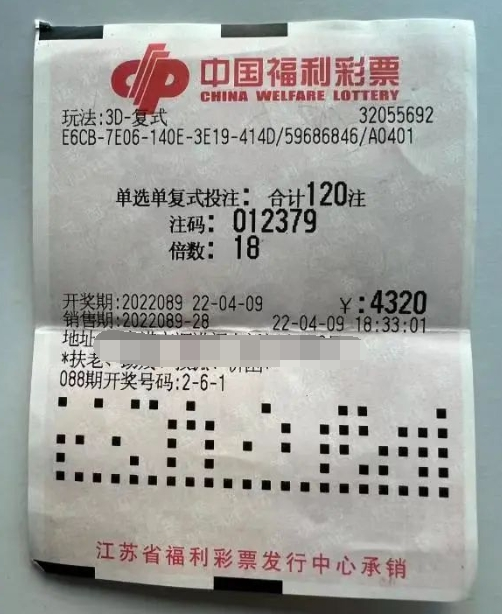 中国福利彩票
CHINA WELFARE LOTTERY
玩法:3D-复式 32055692
E6CB-7E06-140E-3E19-414D/59686846/A0401
单选单复式投注: 合计120注
注码: 012379
倍数: 18
开奖期:2022089 22-04-09 ¥:4320
销售期:2022089-28 22-04-09 18:33:01
地址
*扶老、
088期开奖号码:2-6-1
江苏省福利彩票发行中心承销